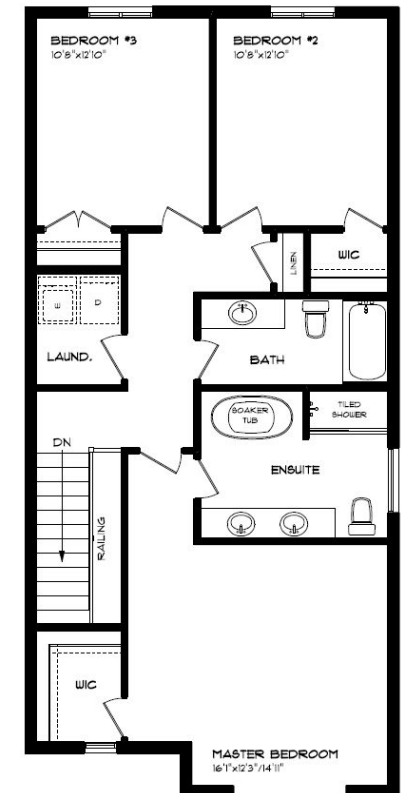 BEDROOM #3
10'8"x12'10"
BEDROOM #2
10'8"x12'10"
LINEN
WIC
D
LAUND.
BATH
SOAKER
TUB
TILED
SHOWER
DN
ENSUITE
RAILING
WIC
MASTER BEDROOM
16'1"x12'3"/14'11"